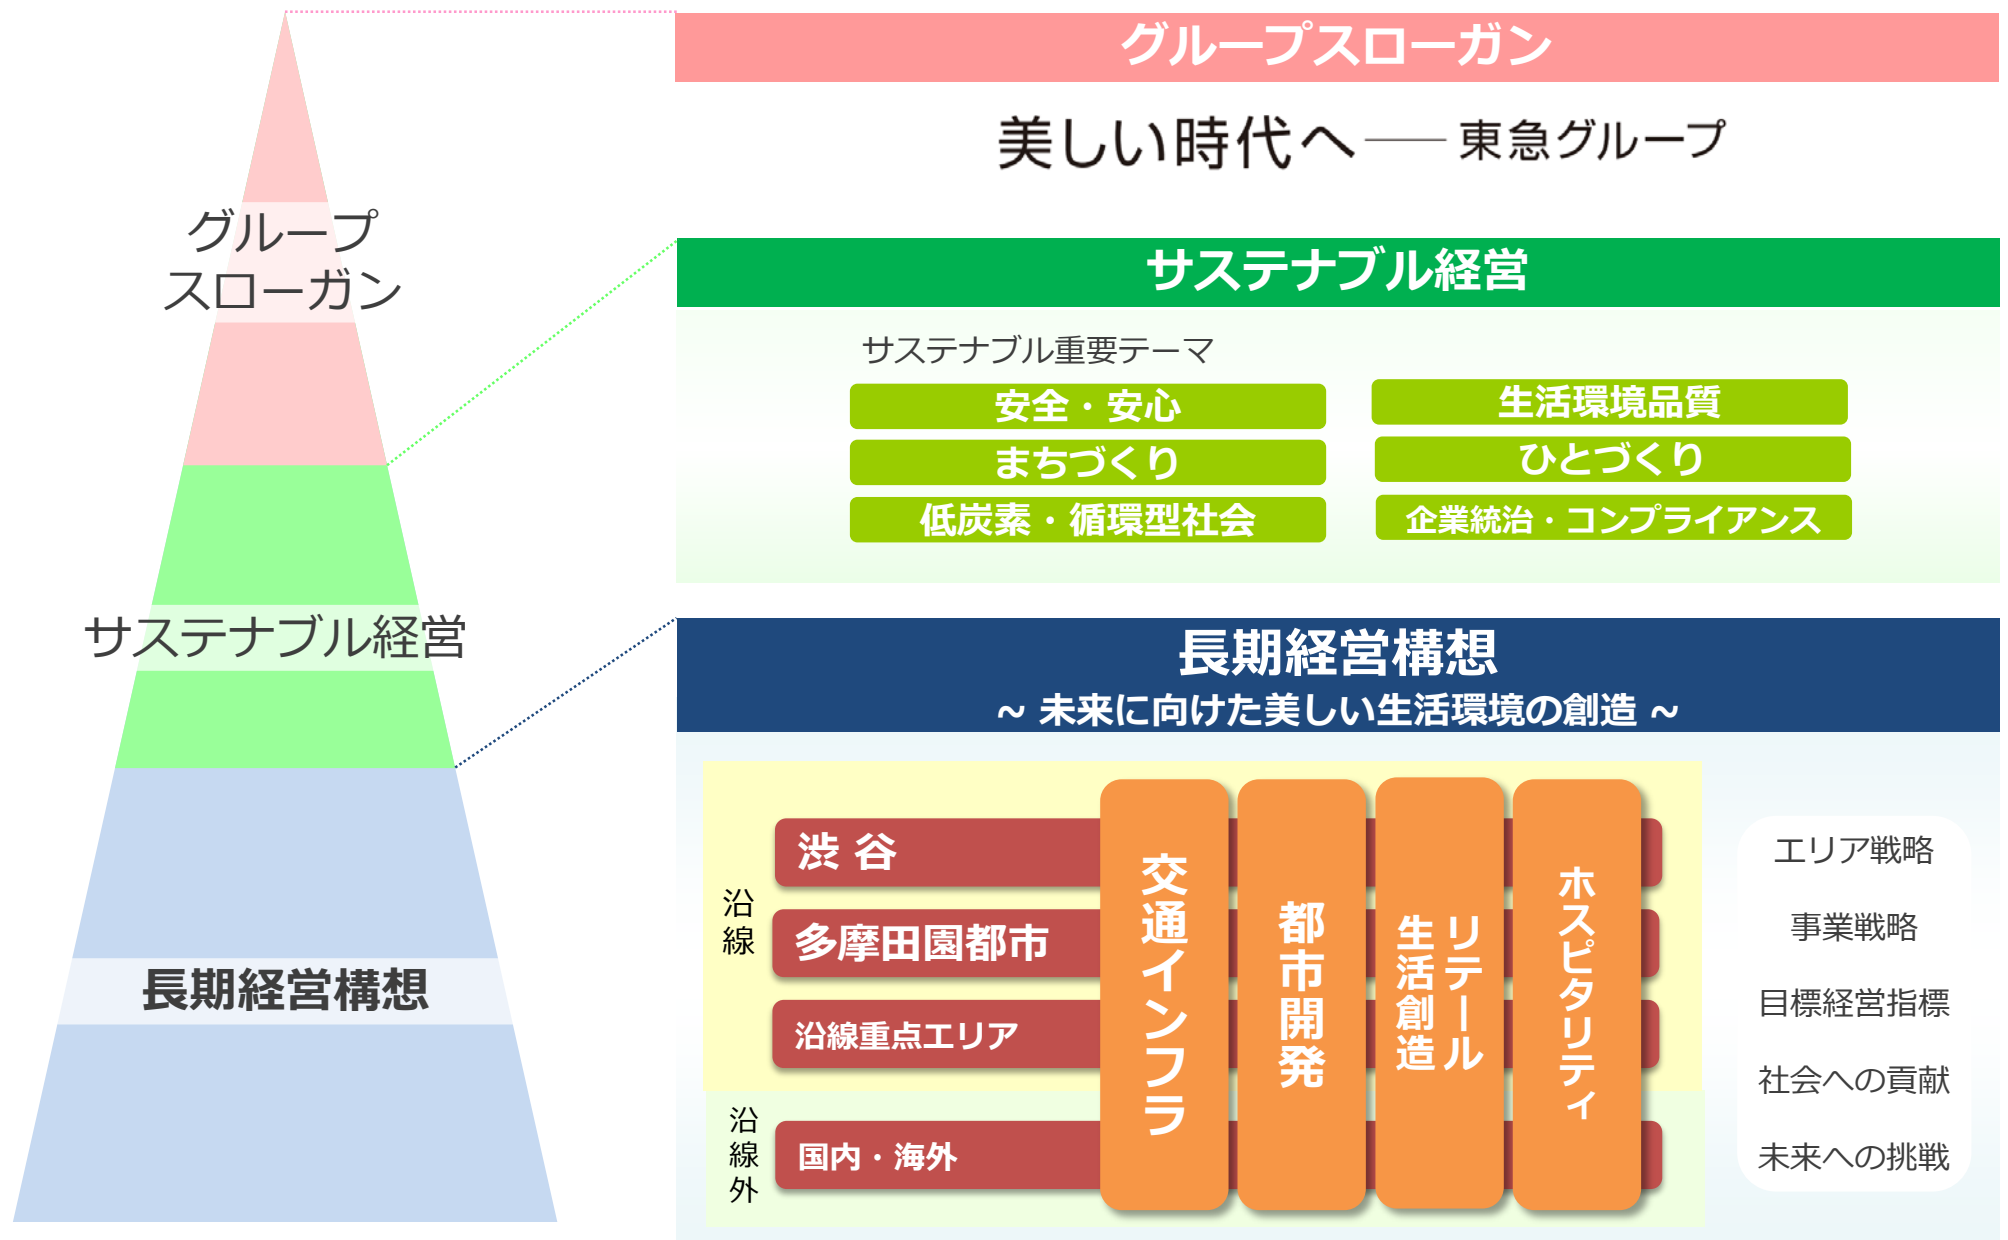 グループ
スローガン
サステナブル経営
長期経営構想
グループスローガン
美しい時代へ――東急グループ
サステナブル経営
サステナブル重要テーマ
安全・安心
生活環境品質
まちづくり
ひとづくり
低炭素・循環型社会
企業統治・コンプライアンス
長期経営構想
~ 未来に向けた美しい生活環境の創造 ~
沿線
渋 谷
多摩田園都市
沿線重点エリア
沿線外
国内・海外
交通インフラ
都市開発
リテール
生活創造
ホスピタリティ
エリア戦略
事業戦略
目標経営指標
社会への貢献
未来への挑戦